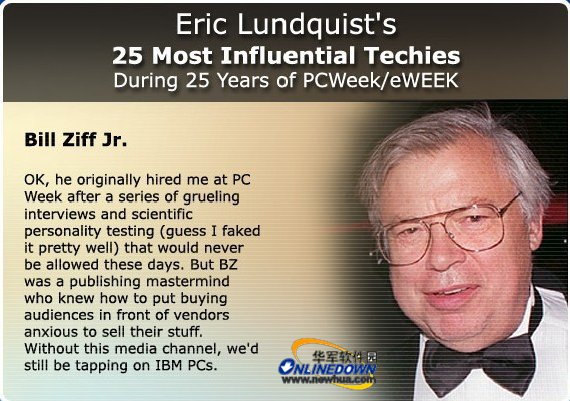 Eric Lundquist's
25 Most Influential Techies
During 25 Years of PCWeek/eWEEK
Bill Ziff Jr.
OK, he originally hired me at PC
Week after a series of grueling
interviews and scientific
personality testing (guess I faked
it pretty well) that would never
be allowed these days. But BZ
was a publishing mastermind
who knew how to put buying
audiences in front of vendors
anxious to sell their stuff.
Without this media channel, we'd
still be tapping on IBM PCs.
华军软件园
ONLINEDOWN
www.newhua.com